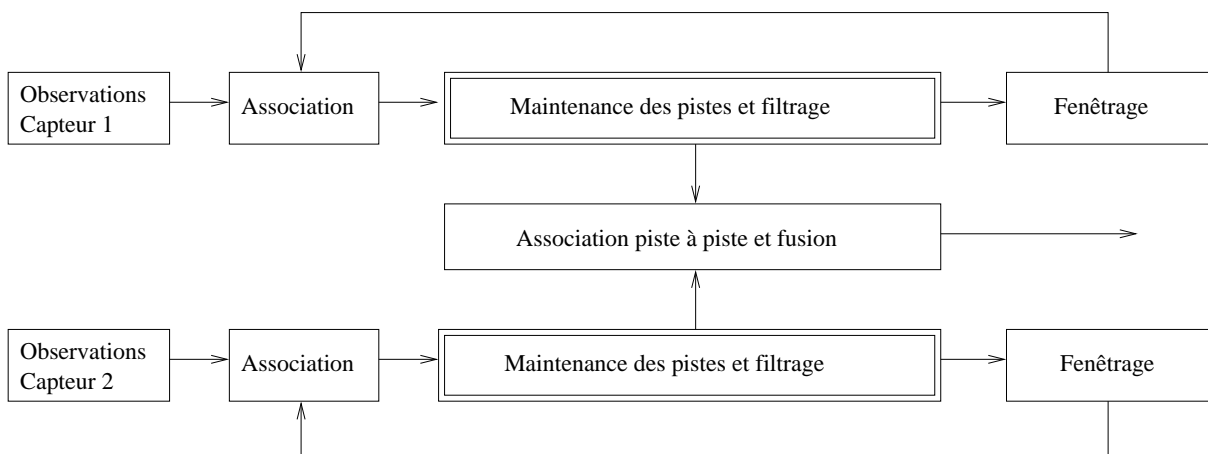 Observations
Capteur 1
Association
Maintenance des pistes et filtrage
Fenêtrage
Association piste à piste et fusion
Observations
Capteur 2
Association
Maintenance des pistes et filtrage
Fenêtrage